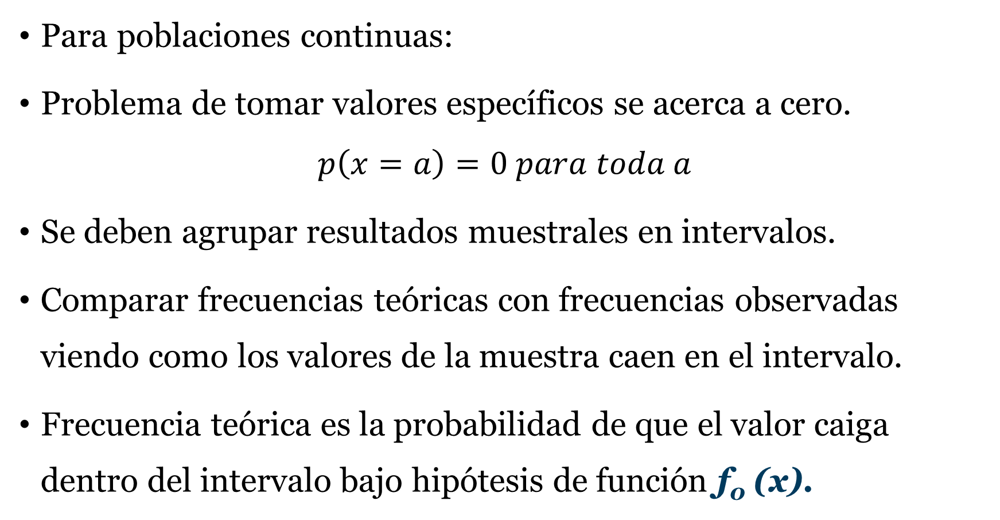 • Para poblaciones continuas:
• Problema de tomar valores específicos se acerca a cero.
p(x = a) = 0 para toda a
• Se deben agrupar resultados muestrales en intervalos.
• Comparar frecuencias teóricas con frecuencias observadas
viendo como los valores de la muestra caen en el intervalo.
• Frecuencia teórica es la probabilidad de que el valor caiga
dentro del intervalo bajo hipótesis de función fₒ (x).